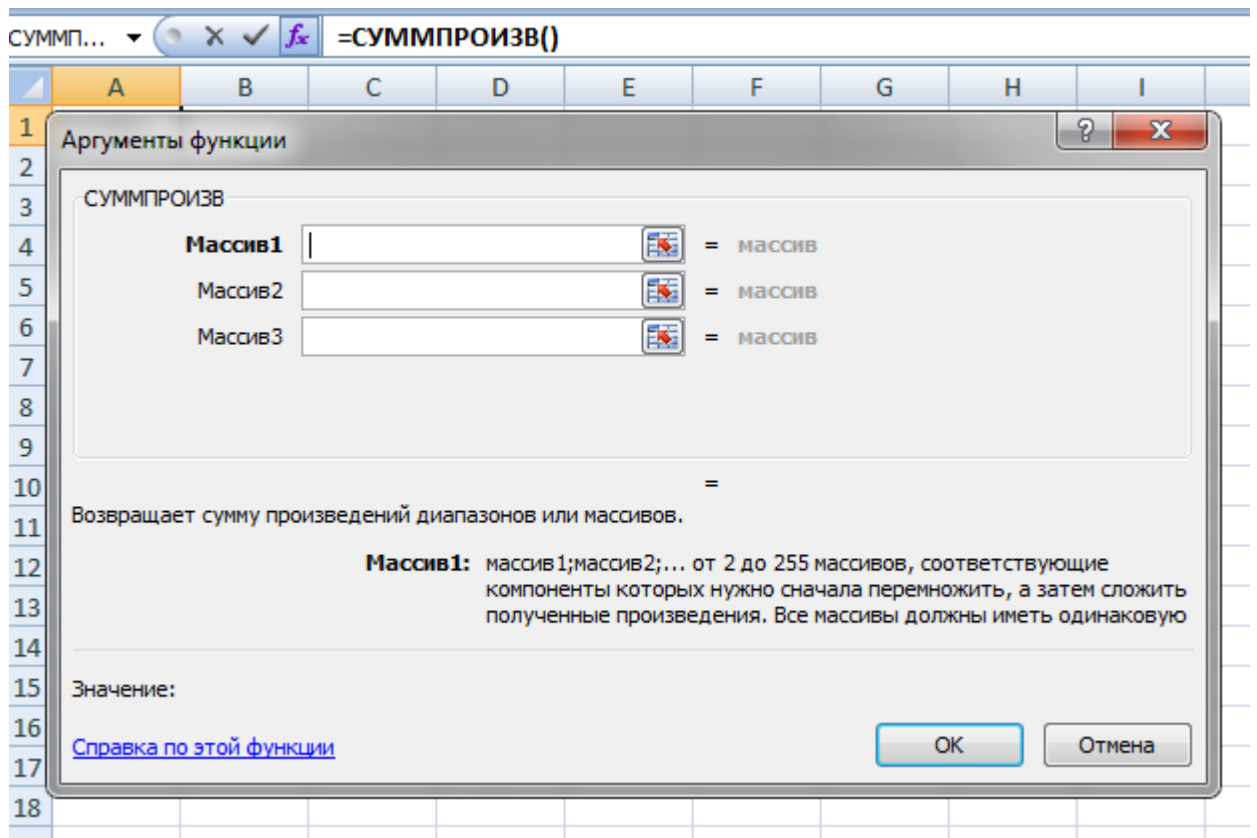 СУММП... fx =СУММПРОИЗВ()
A B C D E F G H I
1
Аргументы функции ?
2
3 СУММПРОИЗВ
4 Массив1 = массив
5 Массив2 = массив
6 Массив3 = массив
7
8
9
10 =
11 Возвращает сумму произведений диапазонов или массивов.
12 Массив1: массив1;массив2;... от 2 до 255 массивов, соответствующие
13 компоненты которых нужно сначала перемножить, а затем сложить
полученные произведения. Все массивы должны иметь одинаковую
14
15 Значение:
16 Справка по этой функции OK Отмена
17
18